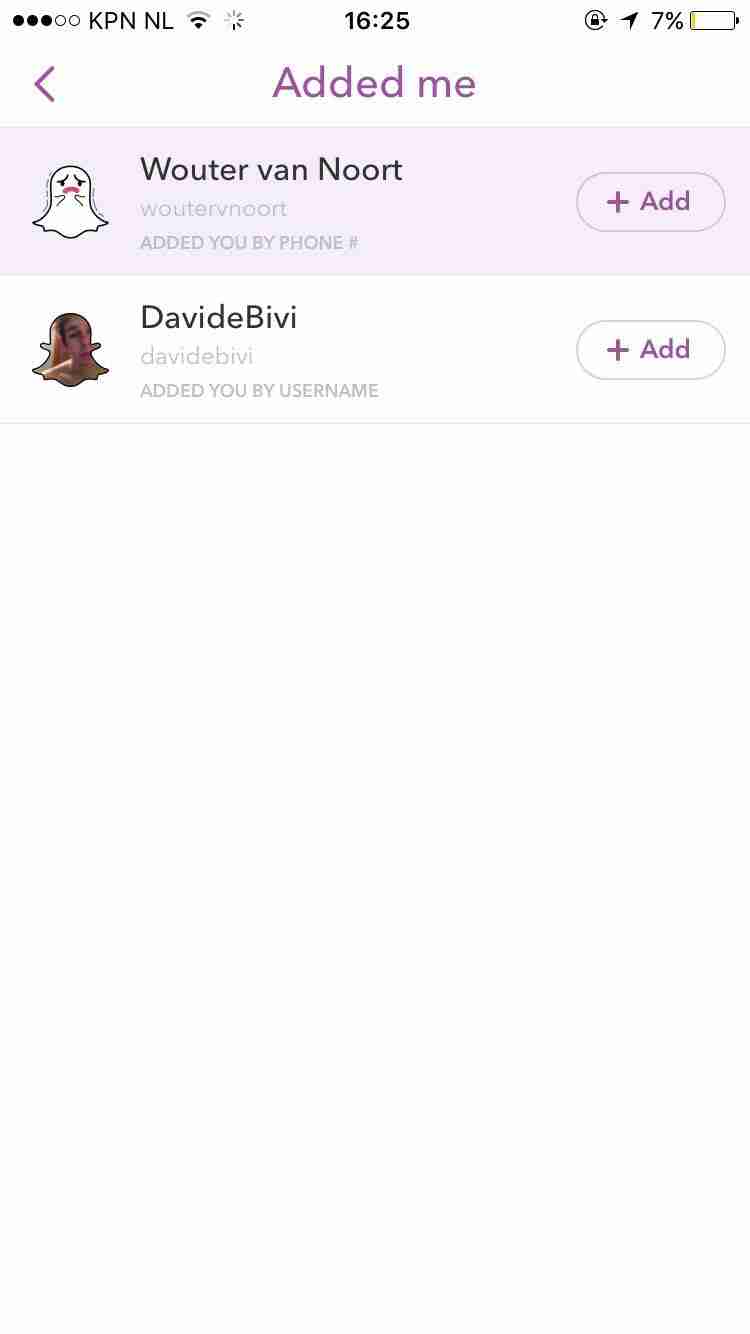 KPN NL 16:25 7%
Added me
Wouter van Noort
woutervnoort
ADDED YOU BY PHONE #
+ Add
DavideBivi
davidebivi
ADDED YOU BY USERNAME
+ Add